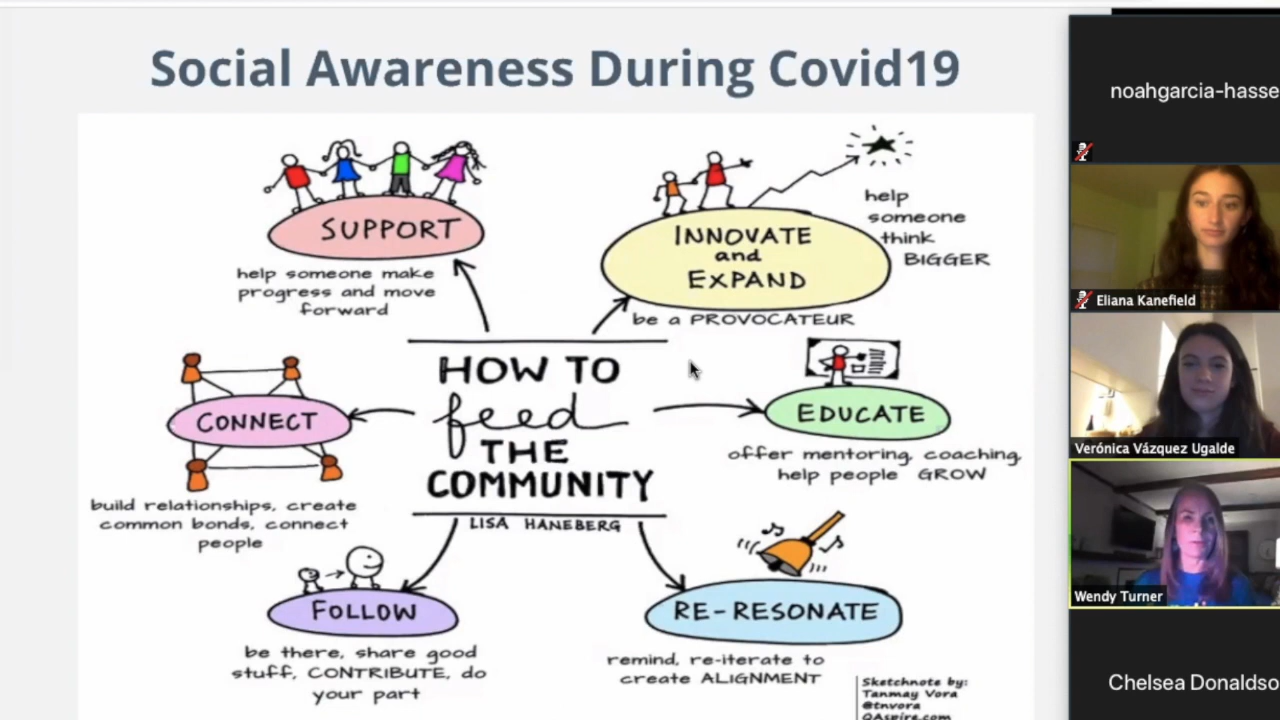 Social Awareness During Covid19
SUPPORT
help someone make
progress and move
forward
INNOVATE
and
EXPAND
help
someone
think
BIGGER
be a PROVOCATEUR
HOW TO
feed
THE
COMMUNITY
LISA HANEBERG
CONNECT
build relationships, create
common bonds, connect
people
EDUCATE
offer mentoring, coaching,
help people GROW
FOLLOW
be there, share good
stuff, CONTRIBUTE, do
your part
RE-RESONATE
remind, re-iterate to
create ALIGNMENT
Sketchnote by:
Tanmay Vora
@tnvora
QAspire.com
noahgarcia-hasse
Eliana Kanefield
Verónica Vázquez Ugalde
Wendy Turner
Chelsea Donaldso